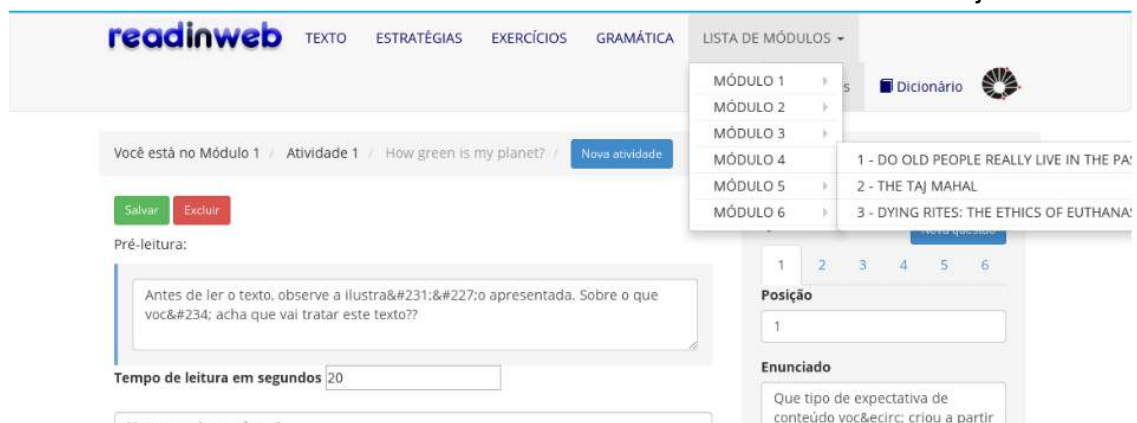 readinweb TEXTO ESTRATÉGIAS EXERCÍCIOS GRAMÁTICA LISTA DE MÓDULOS
MÓDULO 1
Dicionário
MÓDULO 2
MÓDULO 3
Você está no Módulo 1 / Atividade 1 / How green is my planet? / Nova atividade
MÓDULO 4
1 - DO OLD PEOPLE REALLY LIVE IN THE
MÓDULO 5
2 - THE TAJ MAHAL
MÓDULO 6
3 - DYING RITES: THE ETHICS OF
Salvar Excluir
Pré-leitura:
1 2 3 4 5 6
Antes de ler o texto, observe a ilustra&#231;&#227;o apresentada. Sobre o que
voc&#234; acha que vai tratar este texto??
Posição
1
Tempo de leitura em segundos 20
Enunciado
Que tipo de expectativa de
conteúdo voc&ecirc; criou a partir